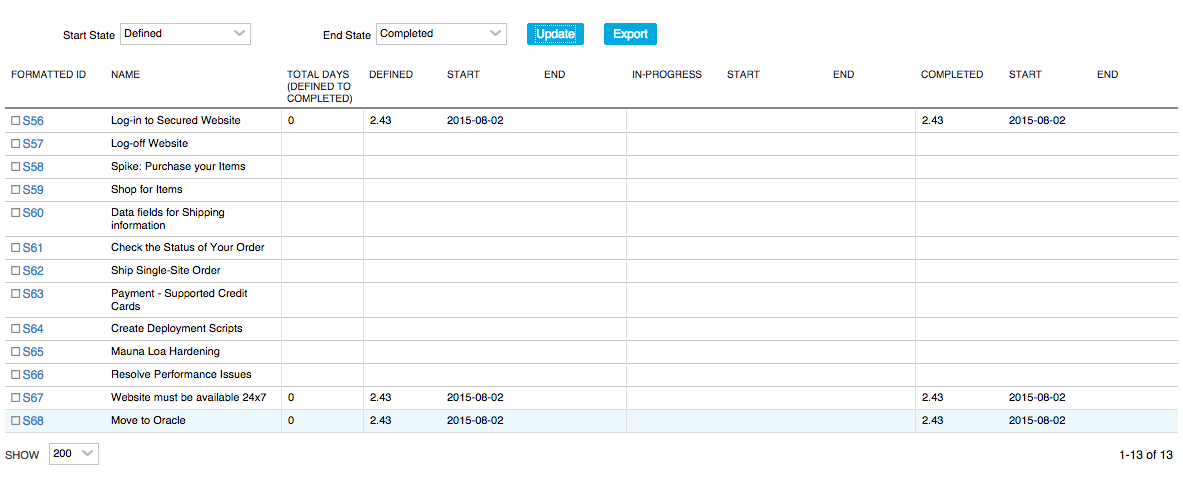 Start State Defined End State Completed Update Export
FORMATTED ID NAME TOTAL DAYS DEFINED START END IN-PROGRESS START END COMPLETED START END
(DEFINED TO
COMPLETED)
S56 Log-in to Secured Website 0 2.43 2015-08-02 2.43 2015-08-02
S57 Log-off Website
S58 Spike: Purchase your Items
S59 Shop for Items
S60 Data fields for Shipping
information
S61 Check the Status of Your Order
S62 Ship Single-Site Order
S63 Payment - Supported Credit
Cards
S64 Create Deployment Scripts
S65 Mauna Loa Hardening
S66 Resolve Performance Issues
S67 Website must be available 24x7 0 2.43 2015-08-02 2.43 2015-08-02
S68 Move to Oracle 0 2.43 2015-08-02 2.43 2015-08-02
SHOW 200 1-13 of 13